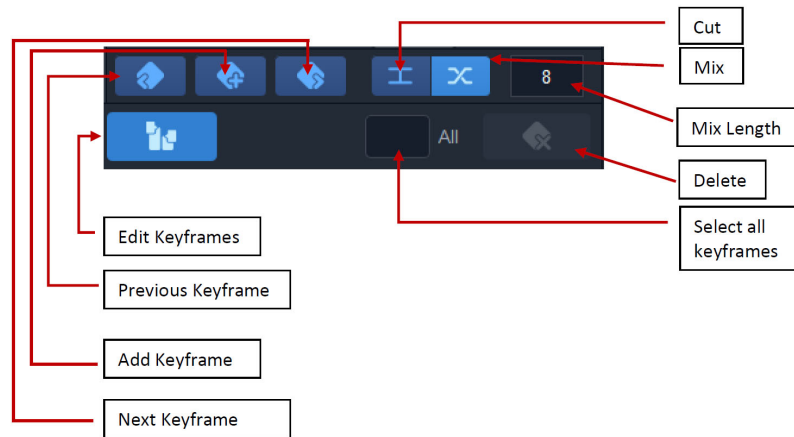 Cut
Mix
8
Mix Length
All
Delete
Select all
keyframes
Edit Keyframes
Previous Keyframe
Add Keyframe
Next Keyframe